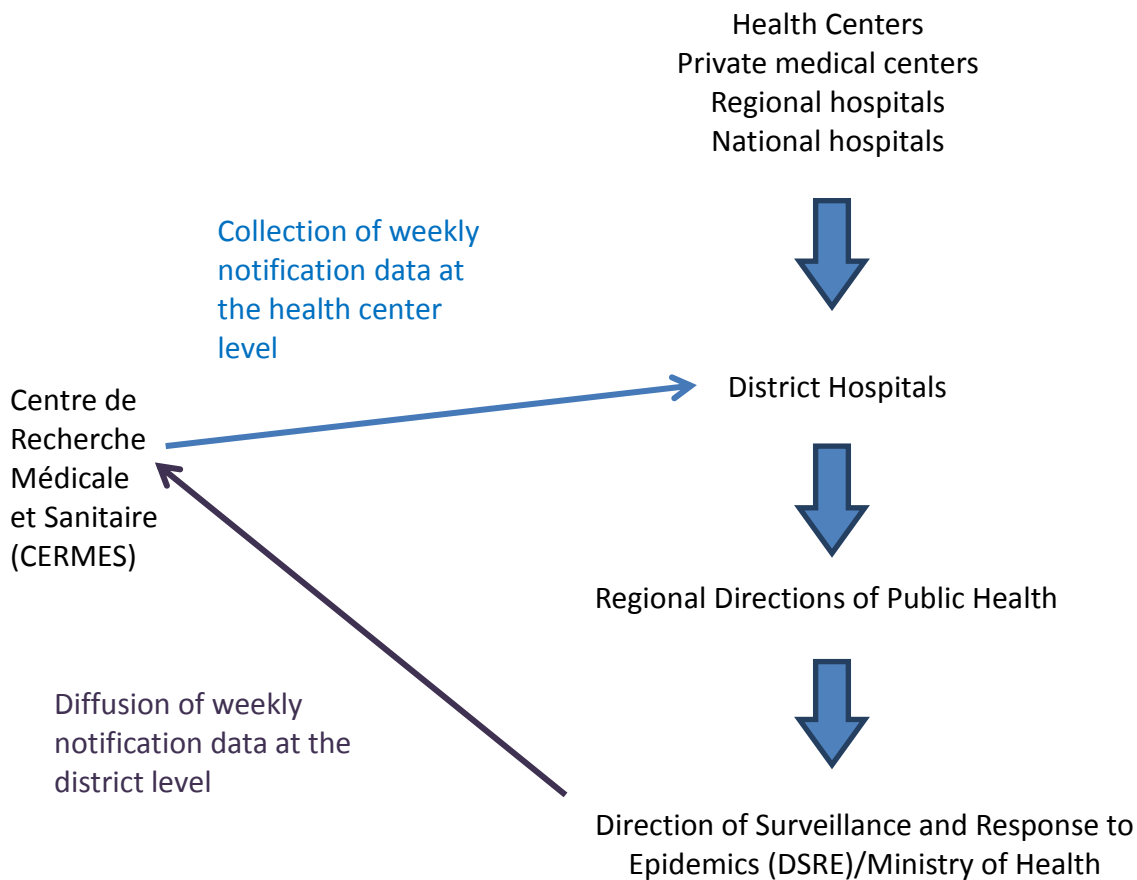 Health Centers
Private medical centers
Regional hospitals
National hospitals
Collection of weekly
notification data at
the health center
level
District Hospitals
Centre de
Recherche
Médicale
et Sanitaire
(CERMES)
Regional Directions of Public Health
Diffusion of weekly
notification data at the
district level
Direction of Surveillance and Response to
Epidemics (DSRE)/Ministry of Health